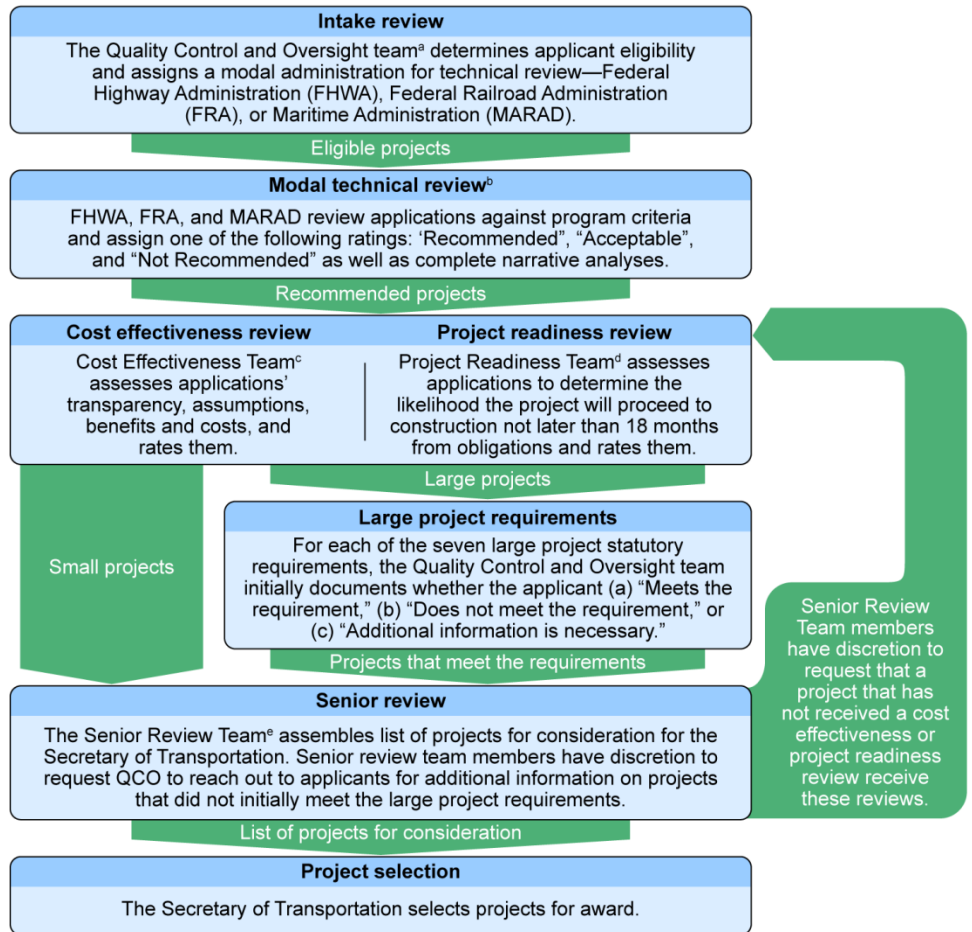 Intake review
The Quality Control and Oversight teamᵃ determines applicant eligibility
and assigns a modal administration for technical review—Federal
Highway Administration (FHWA), Federal Railroad Administration
(FRA), or Maritime Administration (MARAD).
Eligible projects
Modal technical reviewᵇ
FHWA, FRA, and MARAD review applications against program criteria
and assign one of the following ratings: ‘Recommended”, “Acceptable”,
and “Not Recommended” as well as complete narrative analyses.
Recommended projects
Cost effectiveness review
Cost Effectiveness Teamᶜ
assesses applications’
transparency, assumptions,
benefits and costs, and
rates them.
Project readiness review
Project Readiness Teamᵈ assesses
applications to determine the
likelihood the project will proceed to
construction not later than 18 months
from obligations and rates them.
Large projects
Large project requirements
For each of the seven large project statutory
requirements, the Quality Control and Oversight team
initially documents whether the applicant (a) “Meets
the requirement,” (b) “Does not meet the requirement,” or
(c) “Additional information is necessary.”
Small projects
Projects that meet the requirements
Senior Review
Team members
have discretion to
request that a
project that has
not received a cost
effectiveness or
project readiness
review receive
these reviews.
Senior review
The Senior Review Teamᵉ assembles list of projects for consideration for the
Secretary of Transportation. Senior review team members have discretion to
request QCO to reach out to applicants for additional information on projects
that did not initially meet the large project requirements.
List of projects for consideration
Project selection
The Secretary of Transportation selects projects for award.